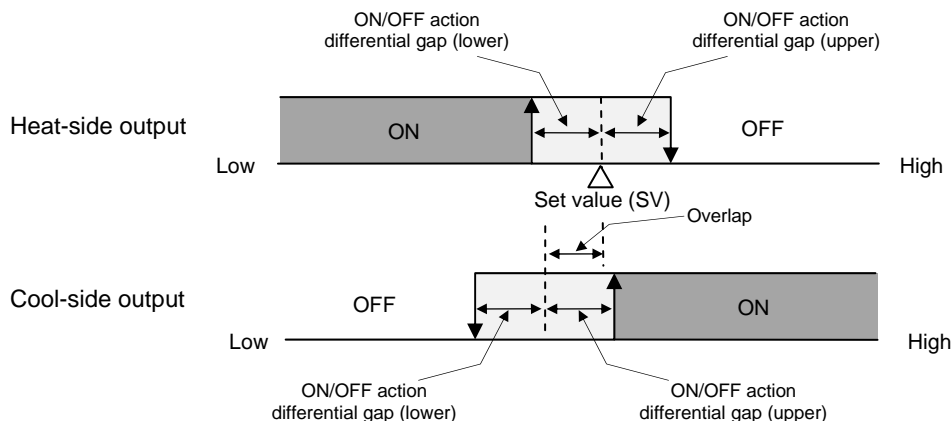 ON/OFF action
differential gap (lower)
ON/OFF action
differential gap (upper)
Heat-side output
ON
OFF
Low
High
Set value (SV)
Overlap
Cool-side output
OFF
ON
Low
High
ON/OFF action
differential gap (lower)
ON/OFF action
differential gap (upper)